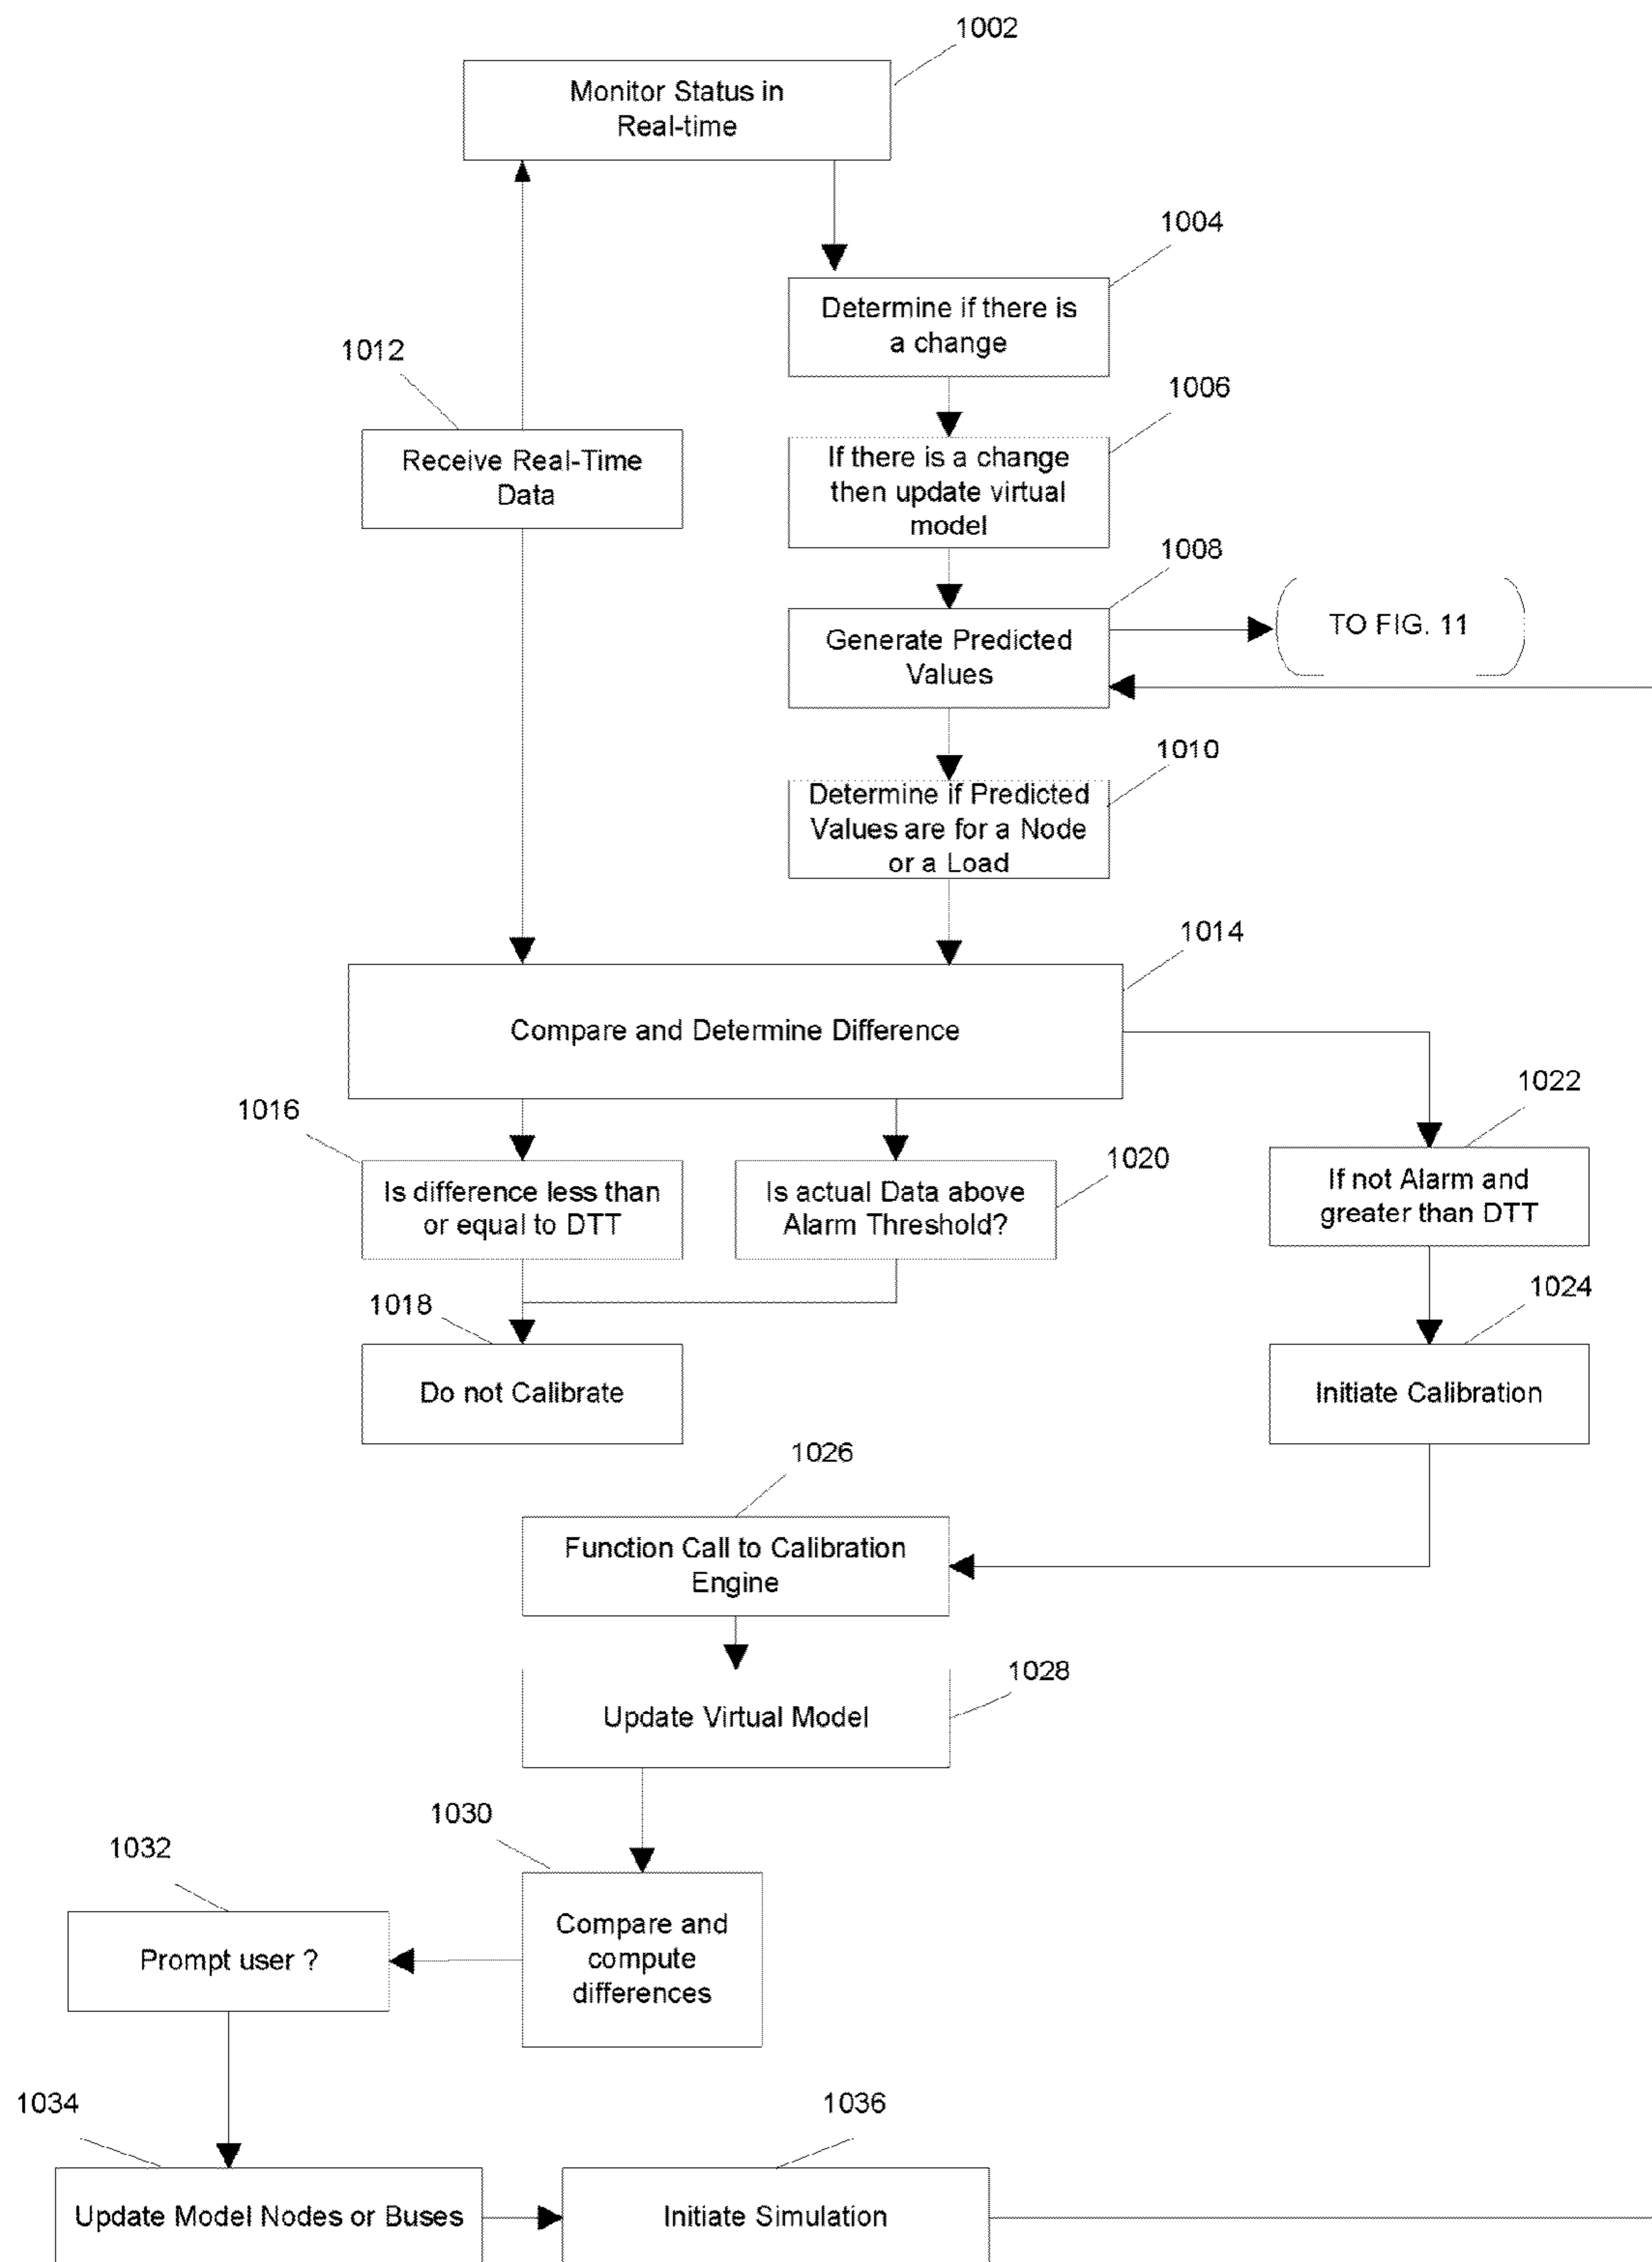 1002
Monitor Status in
Real-time
1004
Determine if there is
a change
1012
Receive Real-Time
Data
1006
If there is a change
then update virtual
model
1008
Generate Predicted
Values
TO FIG. 11
1010
Determine if Predicted
Values are for a Node
or a Load
1014
Compare and Determine Difference
1016
Is difference less than
or equal to DTT
1020
Is actual Data above
Alarm Threshold?
1022
If not Alarm and
greater than DTT
1018
Do not Calibrate
1024
Initiate Calibration
1026
Function Call to Calibration
Engine
1028
Update Virtual Model
1030
Compare and
compute
differences
1032
Prompt user ?
1034
Update Model Nodes or Buses
1036
Initiate Simulation